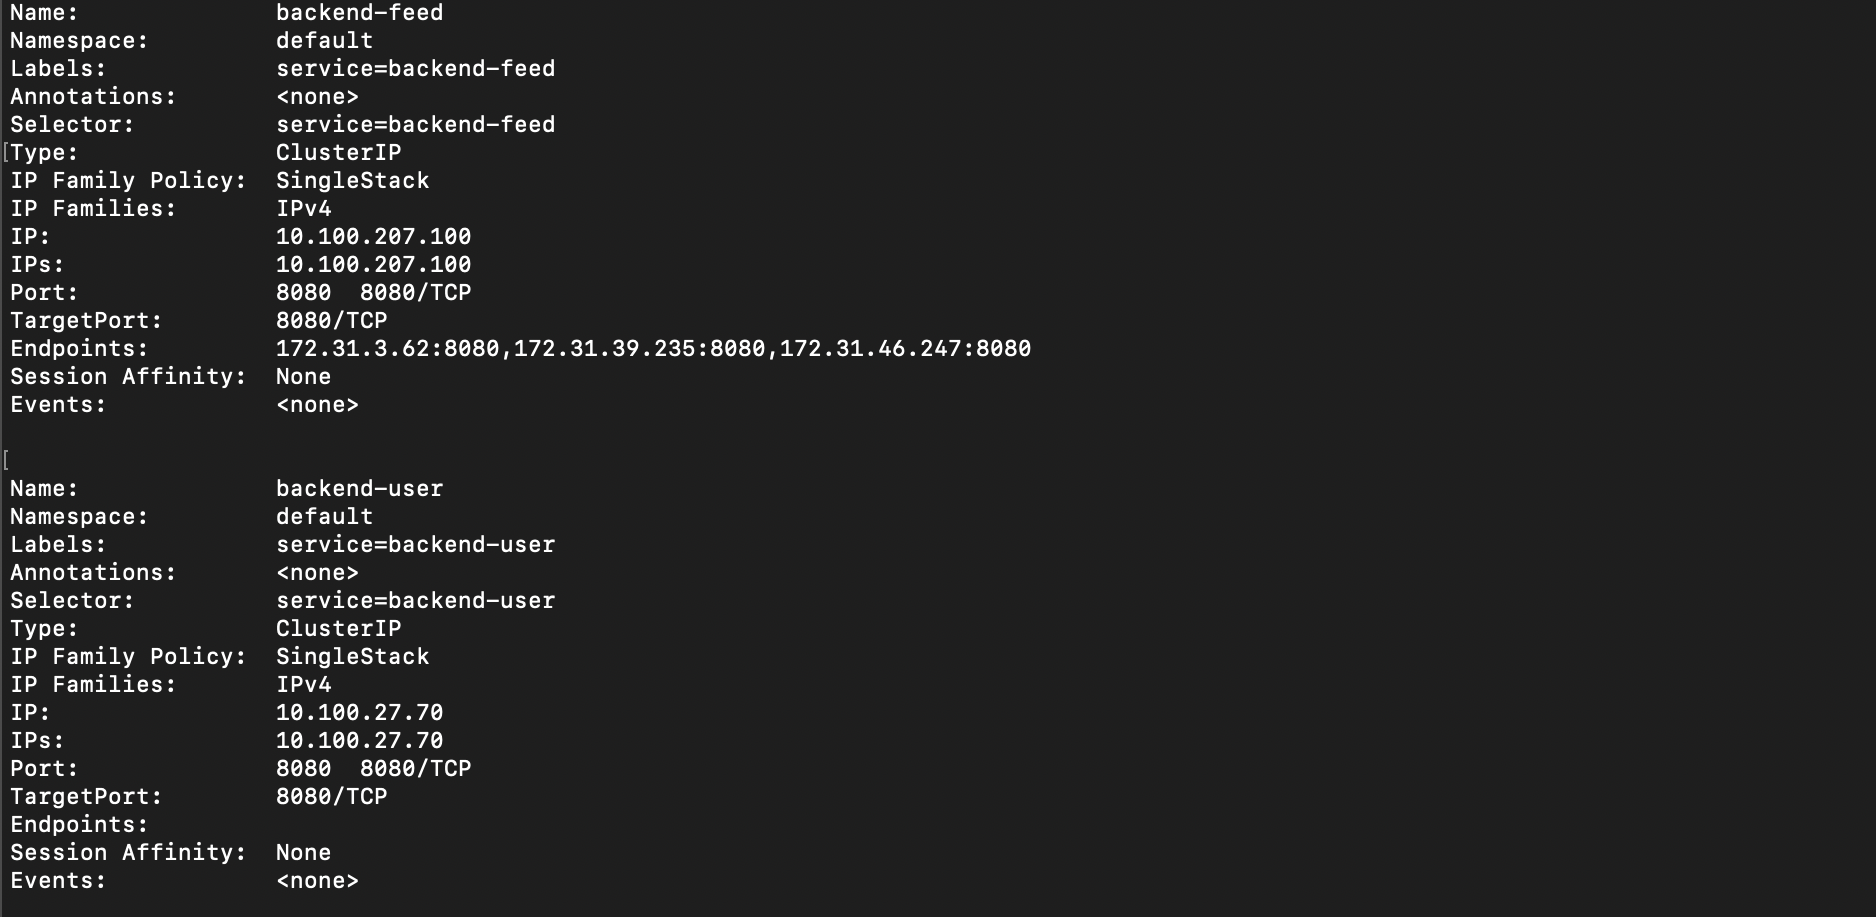 Name: backend-feed
Namespace: default
Labels: service=backend-feed
Annotations: <none>
Selector: service=backend-feed
[Type: ClusterIP
IP Family Policy: SingleStack
IP Families: IPv4
IP: 10.100.207.100
IPs: 10.100.207.100
Port: 8080 8080/TCP
TargetPort: 8080/TCP
Endpoints: 172.31.3.62:8080,172.31.39.235:8080,172.31.46.247:8080
Session Affinity: None
Events: <none>
[
Name: backend-user
Namespace: default
Labels: service=backend-user
Annotations: <none>
Selector: service=backend-user
Type: ClusterIP
IP Family Policy: SingleStack
IP Families: IPv4
IP: 10.100.27.70
IPs: 10.100.27.70
Port: 8080 8080/TCP
TargetPort: 8080/TCP
Endpoints:
Session Affinity: None
Events: <none>